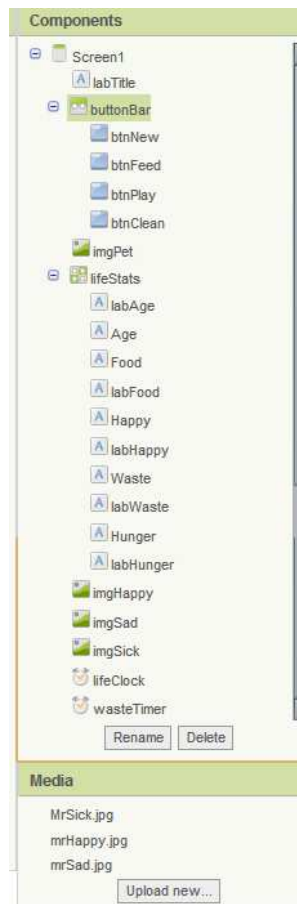 Components
Screen1
labTitle
buttonBar
btnNew
btnFeed
btnPlay
btnClean
imgPet
lifeStats
labAge
Age
Food
labFood
Happy
labHappy
Waste
labWaste
Hunger
labHunger
imgHappy
imgSad
imgSick
lifeClock
wasteTimer
Rename Delete
Media
MrSick.jpg
mrHappy.jpg
mrSad.jpg
Upload new...